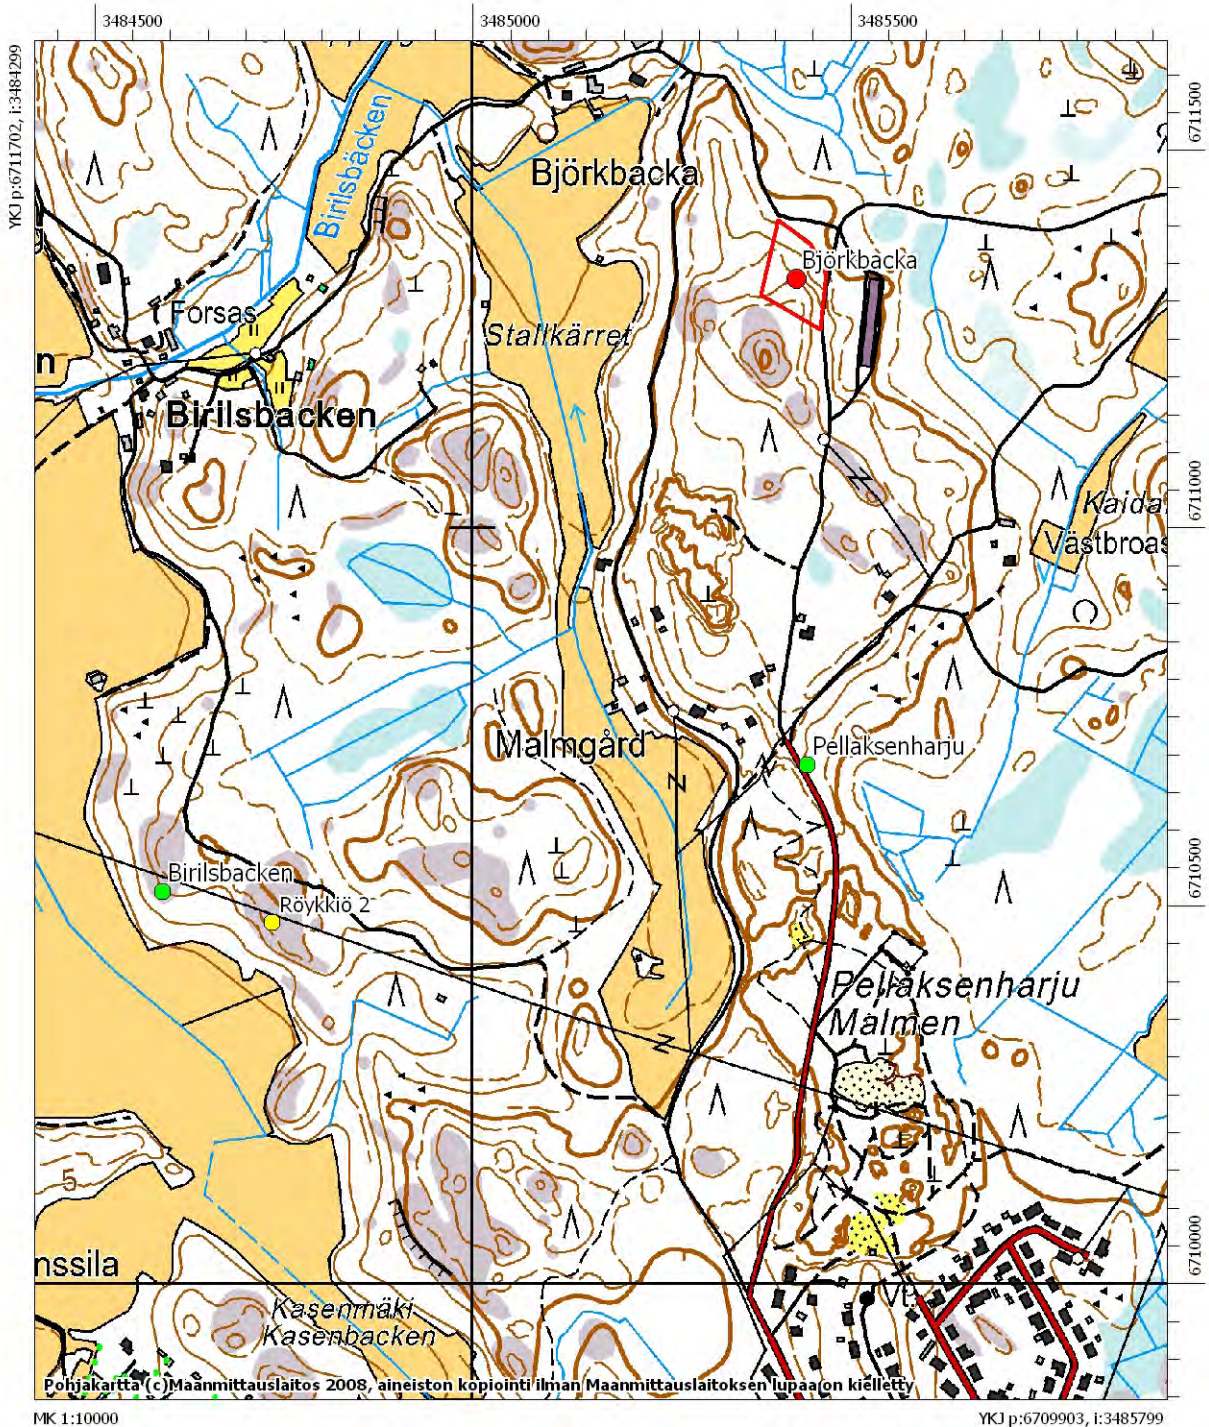 3484500
3485000
3485500
YKJ p:6711702, i:3484299
6711500
Birilsbäcken
Björkbacka
Björkbacka
Forsas
Stallkärret
n
Birilsbacken
6711000
Västbroas
Malmgård
Pellaksenharju
6710500
Birilsbacken
Röykkiö 2
Pellaksenharju
Malmen
5
6710000
nssila
Vt.
Kasenmäki
Kasenbacken
Pohjakartta (c)Maanmittauslaitos 2008, aineiston kopiointi ilman Maanmittauslaitoksen lupaa on kielletty
MK 1:10000
YKJ p:6709903, i:3485799